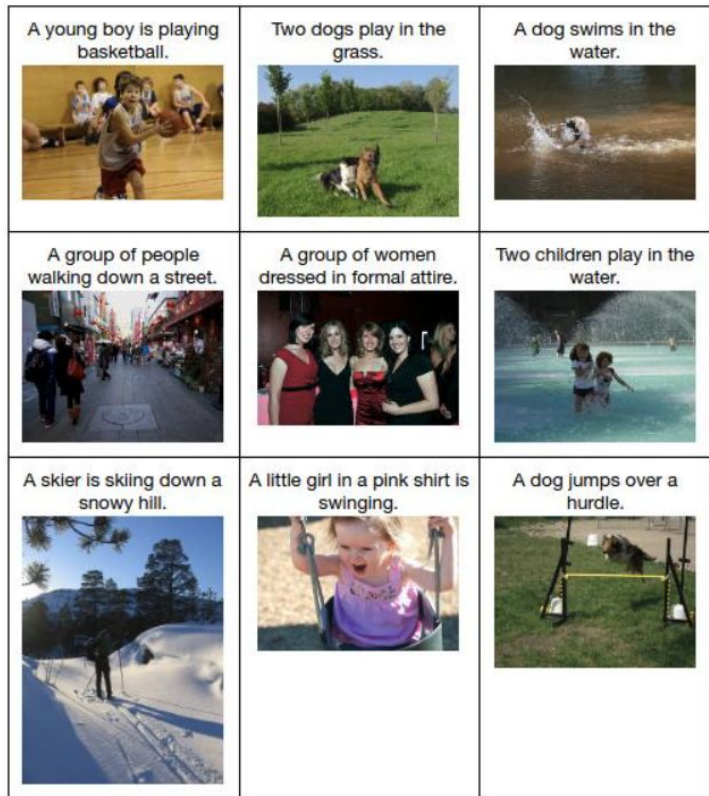 A young boy is playing
basketball.
Two dogs play in the
grass.
A dog swims in the
water.
A group of people
walking down a street.
A group of women
dressed in formal attire.
Two children play in the
water.
A skier is skiing down a
snowy hill.
A little girl in a pink shirt is
swinging.
A dog jumps over a
hurdle.